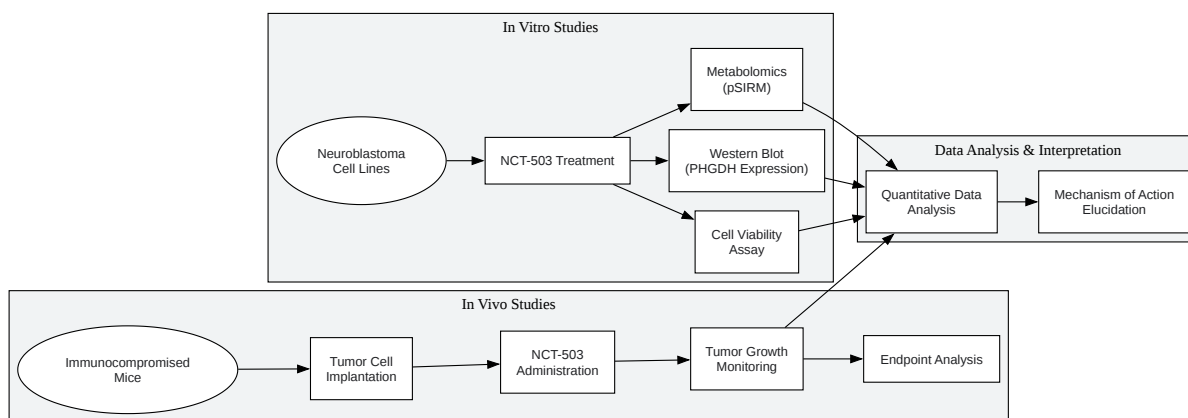 In Vitro Studies
Neuroblastoma
Cell Lines
NCT-503 Treatment
Metabolomics
(pSIRM)
Western Blot
(PHGDH Expression)
Cell Viability
Assay
Data Analysis & Interpretation
Quantitative Data
Analysis
Mechanism of Action
Elucidation
In Vivo Studies
Immunocompromised
Mice
Tumor Cell
Implantation
NCT-503
Administration
Tumor Growth
Monitoring
Endpoint Analysis